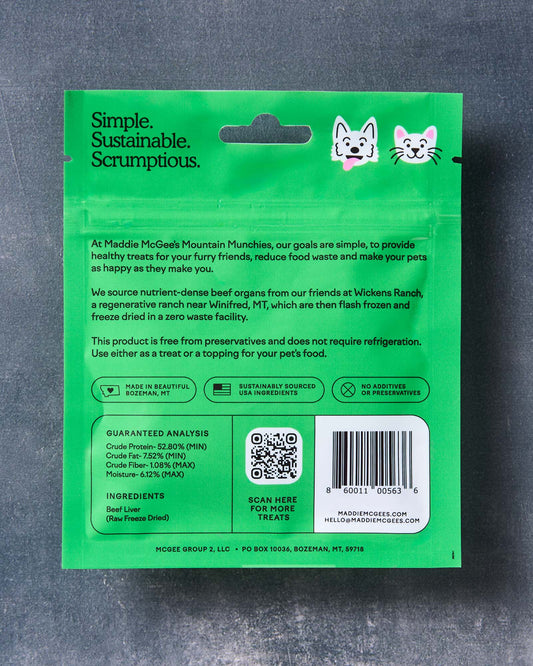 Simple.
Sustainable.
Scrumptious.
At Maddie McGee's Mountain Munchies, our goals are simple, to provide
healthy treats for your furry friends, reduce food waste and make your pets
as happy as they make you.
We source nutrient-dense beef organs from our friends at Wickens Ranch,
a regenerative ranch near Winifred, MT, which are then flash frozen and
freeze dried in a zero waste facility.
This product is free from preservatives and does not require refrigeration.
Use either as a treat or a topping for your pet's food.
MADE IN BEAUTIFUL
BOZEMAN, MT
SUSTAINABLY SOURCED
USA INGREDIENTS
NO ADDITIVES
OR PRESERVATIVES
GUARANTEED ANALYSIS
Crude Protein- 52.80% (MIN)
Crude Fat- 7.52% (MIN)
Crude Fiber- 1.08% (MAX)
Moisture- 6.12% (MAX)
INGREDIENTS
Beef Liver
(Raw Freeze Dried)
SCAN HERE
FOR MORE
TREATS
8 60011 00563 6
MADDIEMCGEES.COM
HELLO@MADDIEMCGEES.COM
MCGEE GROUP 2, LLC • PO BOX 10036, BOZEMAN, MT, 59718